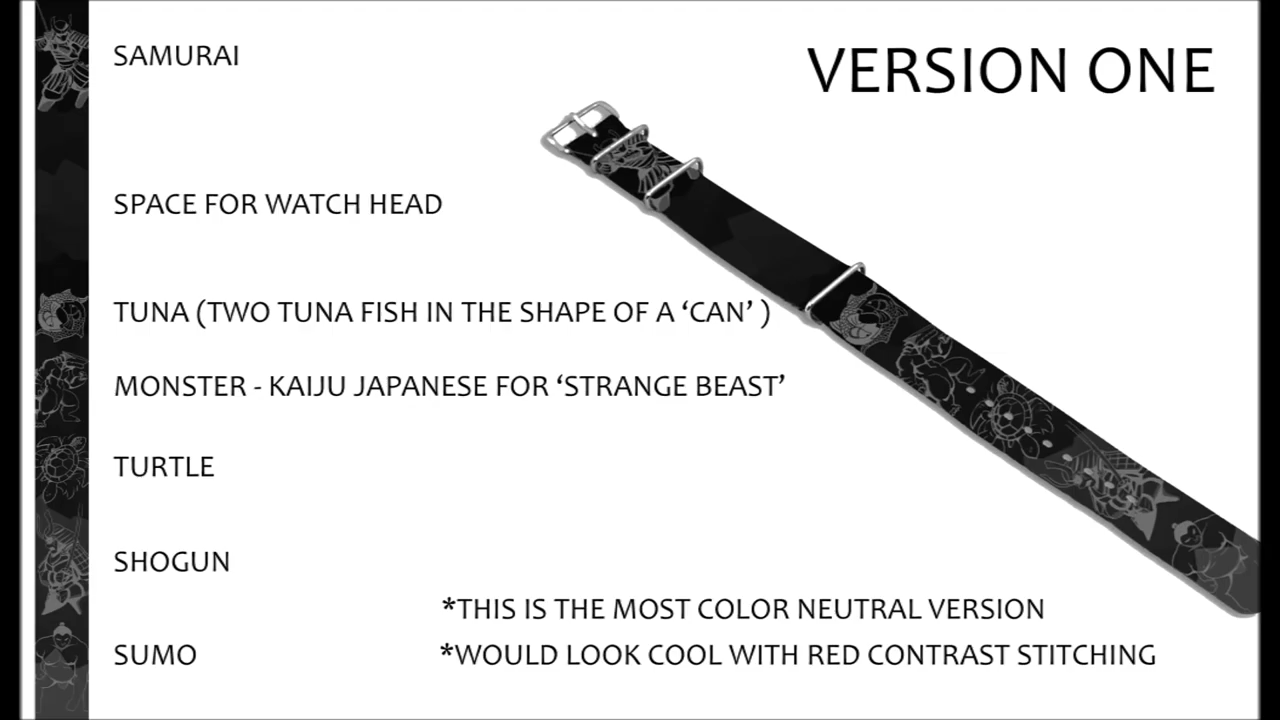 VERSION ONE
SAMURAI
SPACE FOR WATCH HEAD
TUNA (TWO TUNA FISH IN THE SHAPE OF A ‘CAN’ )
MONSTER - KAIJU JAPANESE FOR ‘STRANGE BEAST’
TURTLE
SHOGUN
*THIS IS THE MOST COLOR NEUTRAL VERSION
SUMO
*WOULD LOOK COOL WITH RED CONTRAST STITCHING